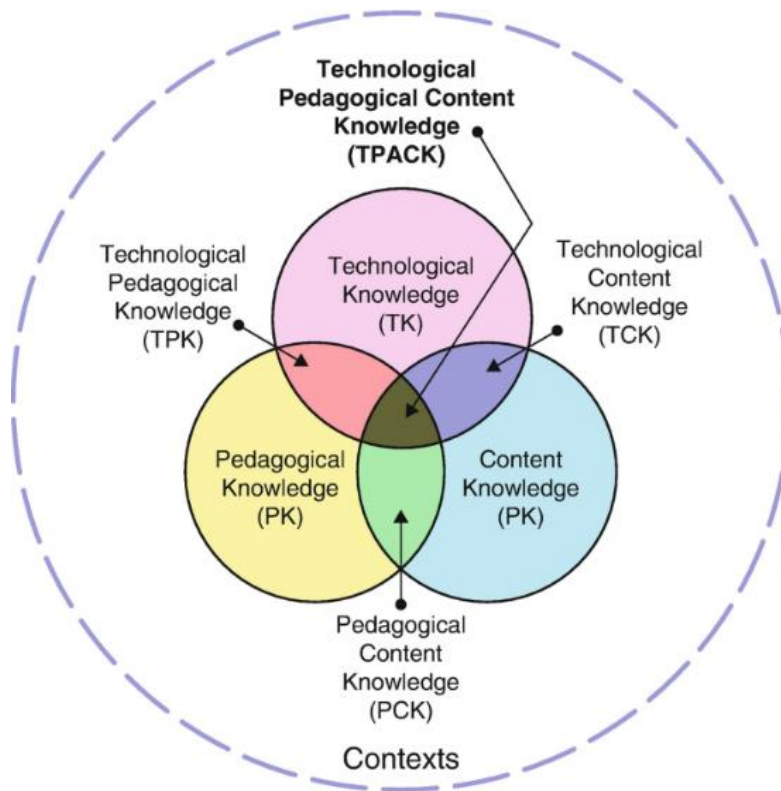 Technological
Pedagogical Content
Knowledge
(TPACK)
Technological
Pedagogical
Knowledge
(TPK)
Technological
Knowledge
(TK)
Technological
Content
Knowledge
(TCK)
Pedagogical
Knowledge
(PK)
Content
Knowledge
(PK)
Pedagogical
Content
Knowledge
(PCK)
Contexts